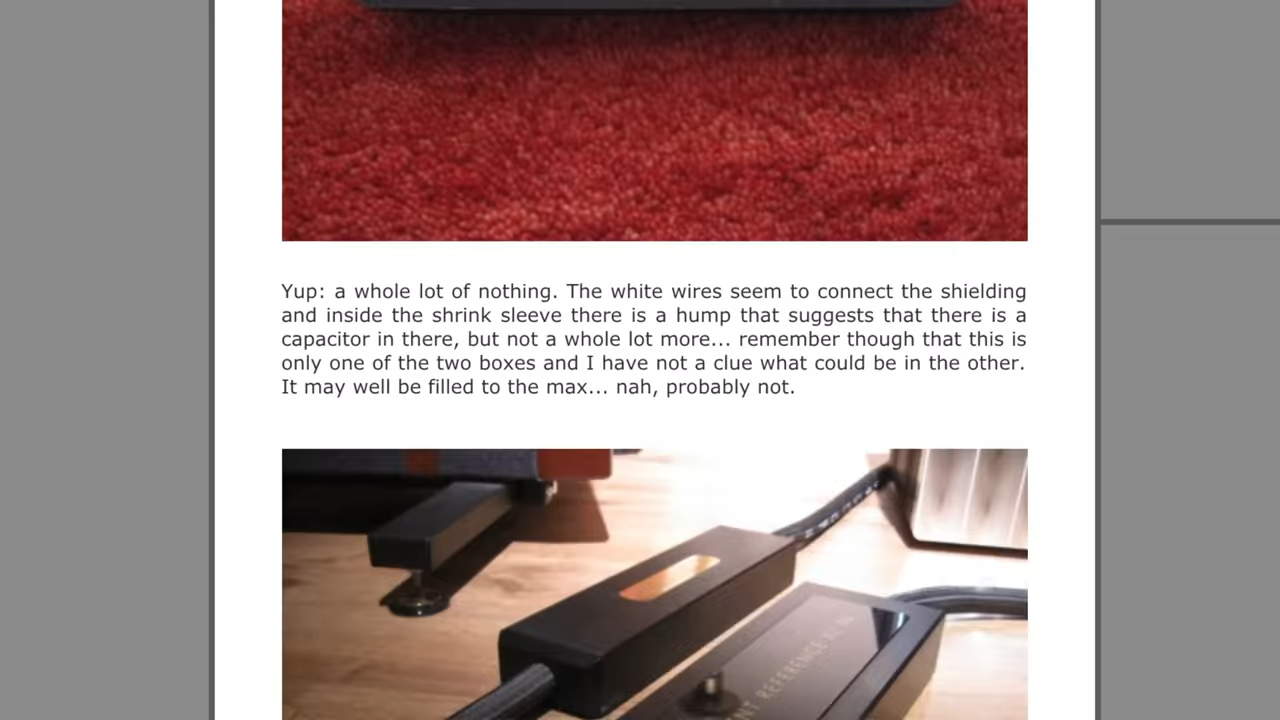 Yup: a whole lot of nothing. The white wires seem to connect the shielding
and inside the shrink sleeve there is a hump that suggests that there is a
capacitor in there, but not a whole lot more... remember though that this is
only one of the two boxes and I have not a clue what could be in the other.
It may well be filled to the max... nah, probably not.
REFERENCE